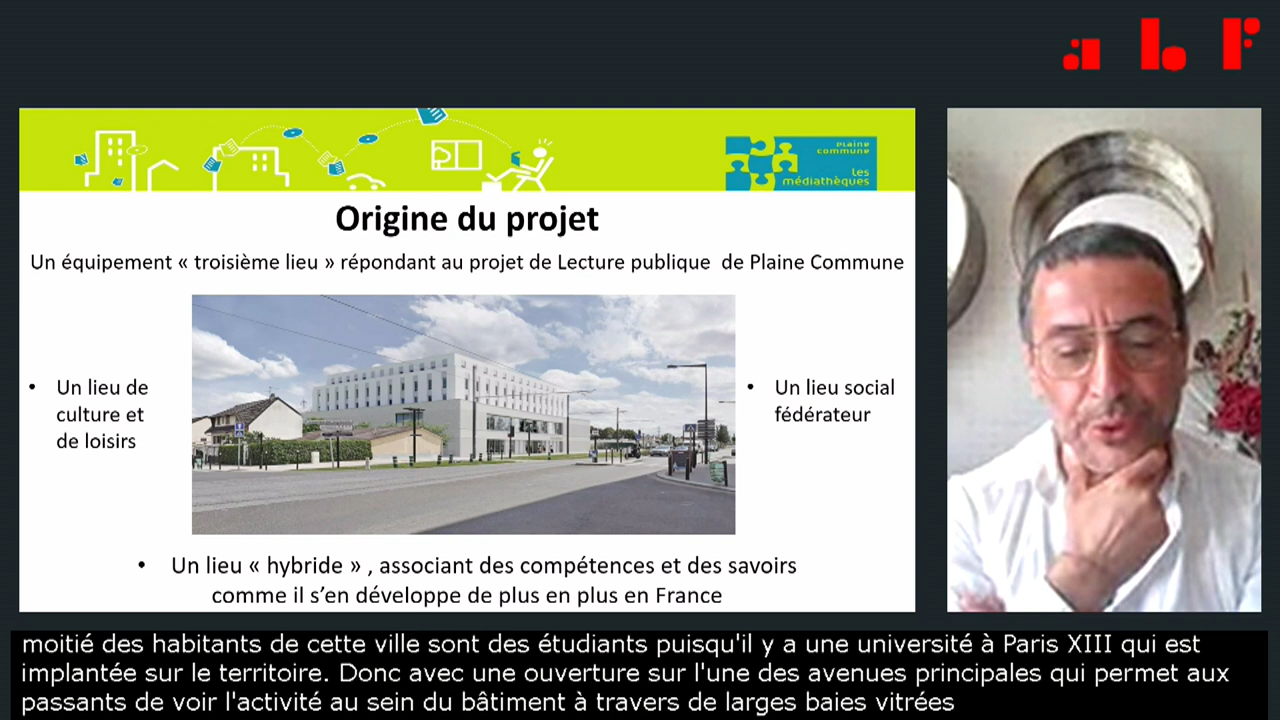 abf
plaine
commune
les
médiathèques
Origine du projet
Un équipement « troisième lieu » répondant au projet de Lecture publique de Plaine Commune
• Un lieu de
culture et
de loisirs
• Un lieu social
fédérateur
• Un lieu « hybride » , associant des compétences et des savoirs
comme il s’en développe de plus en plus en France
moitié des habitants de cette ville sont des étudiants puisqu'il y a une université à Paris XIII qui est
implantée sur le territoire. Donc avec une ouverture sur l'une des avenues principales qui permet aux
passants de voir l'activité au sein du bâtiment à travers de larges baies vitrées